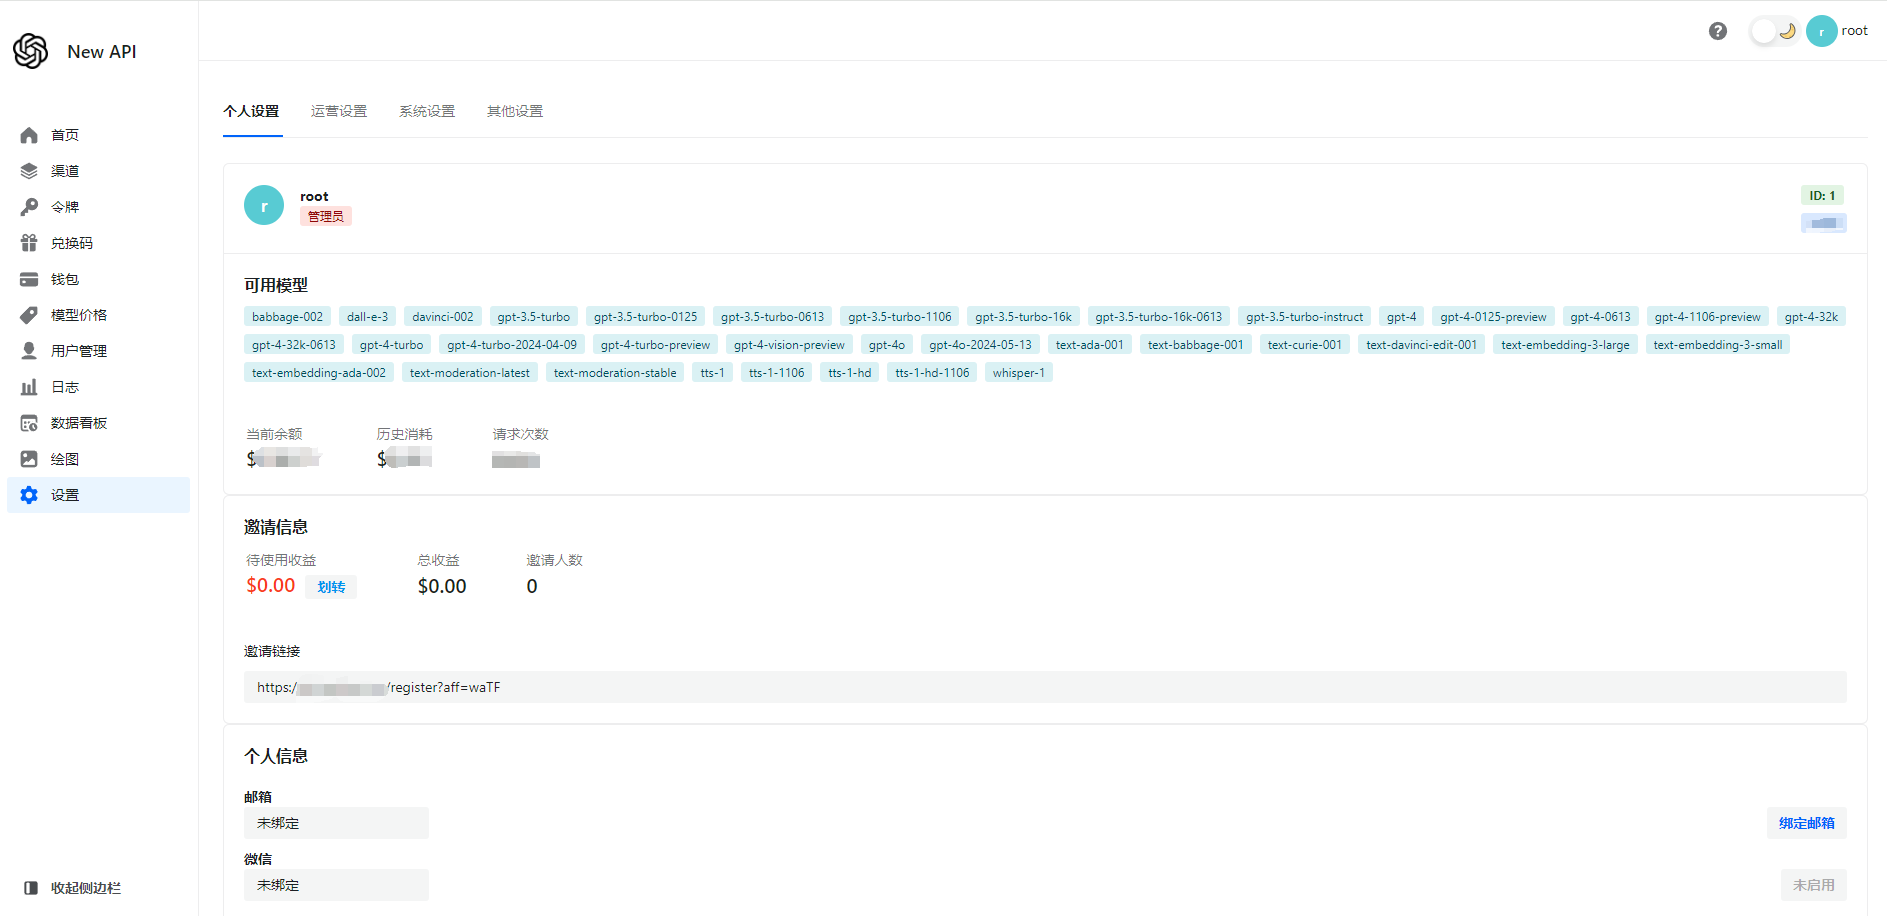 New API
root
r
首页
渠道
令牌
兑换码
钱包
模型价格
用户管理
日志
数据看板
绘图
设置
收起侧边栏
个人设置 运营设置 系统设置 其他设置
r
root
管理员
ID: 1
可用模型
babbage-002 dall-e-3 davinci-002 gpt-3.5-turbo gpt-3.5-turbo-0125 gpt-3.5-turbo-0613 gpt-3.5-turbo-1106 gpt-3.5-turbo-16k gpt-3.5-turbo-16k-0613 gpt-3.5-turbo-instruct gpt-4 gpt-4-0125-preview gpt-4-0613 gpt-4-1106-preview gpt-4-32k
gpt-4-32k-0613 gpt-4-turbo gpt-4-turbo-2024-04-09 gpt-4-turbo-preview gpt-4-vision-preview gpt-4o gpt-4o-2024-05-13 text-ada-001 text-babbage-001 text-curie-001 text-davinci-edit-001 text-embedding-3-large text-embedding-3-small
text-embedding-ada-002 text-moderation-latest text-moderation-stable tts-1 tts-1-1106 tts-1-hd tts-1-hd-1106 whisper-1
当前余额 历史消耗 请求次数
$ $
邀请信息
待使用收益 总收益 邀请人数
$0.00 划转 $0.00 0
邀请链接
https:/ /register?aff=waTF
个人信息
邮箱
未绑定 绑定邮箱
微信
未绑定 未启用